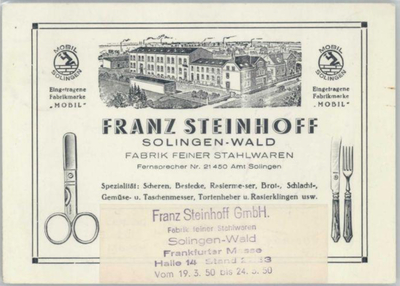 MOBIL
SOLINGEN
Eingetragene
Fabrikmarke
„MOBIL"
MOBIL
SOLINGEN
Eingetragene
Fabrikmarke
„MOBIL"
FRANZ STEINHOFF
SOLINGEN-WALD
FABRIK FEINER STAHLWAREN
Fernsprecher Nr. 21450 Amt Solingen
Spezialität: Scheren, Bestecke, Rasiermesser, Brot-, Schlacht-,
Gemüse- u. Taschenmesser, Tortenheber u. Rasierklingen usw.
Franz Steinhoff GmbH.
Fabrik feiner Stahlwaren
Solingen-Wald
Frankfurter Messe
Halle 14 Stand
Vom 19. 3. 50 bis 24. 3. 50